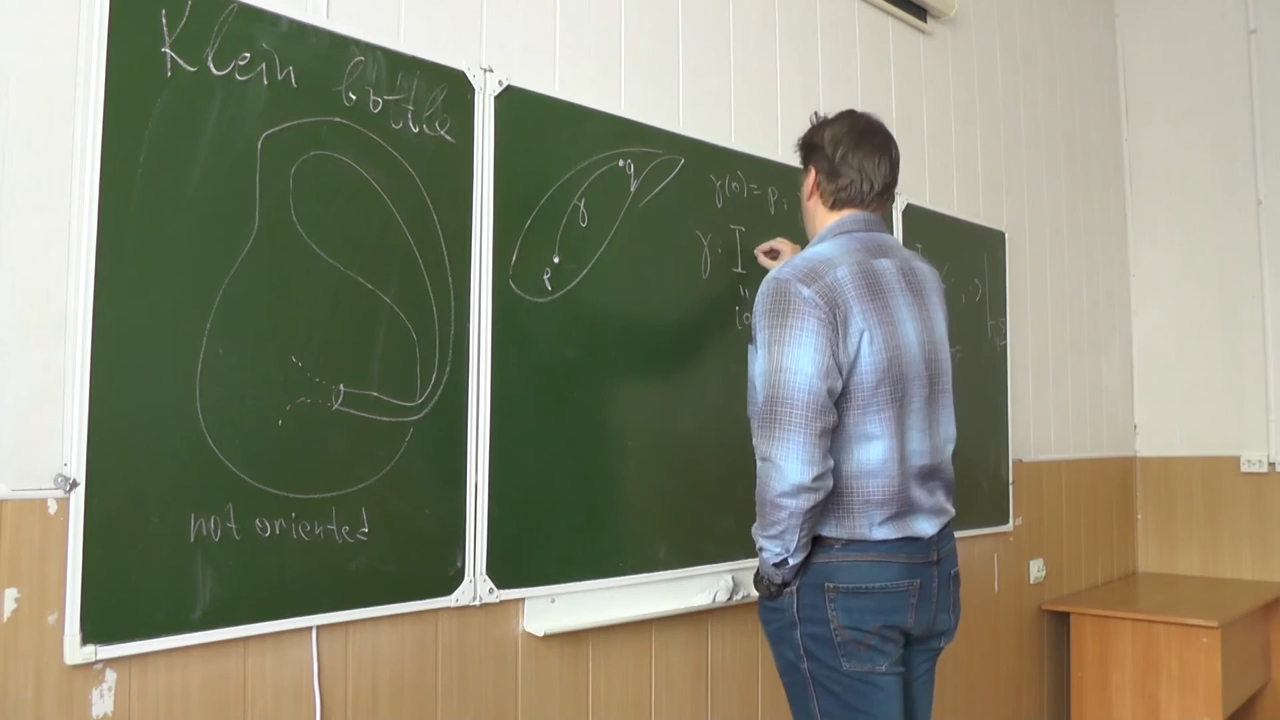 Klein bottle
not oriented
q
γ
p
γ(0)=p,
γ: I
"